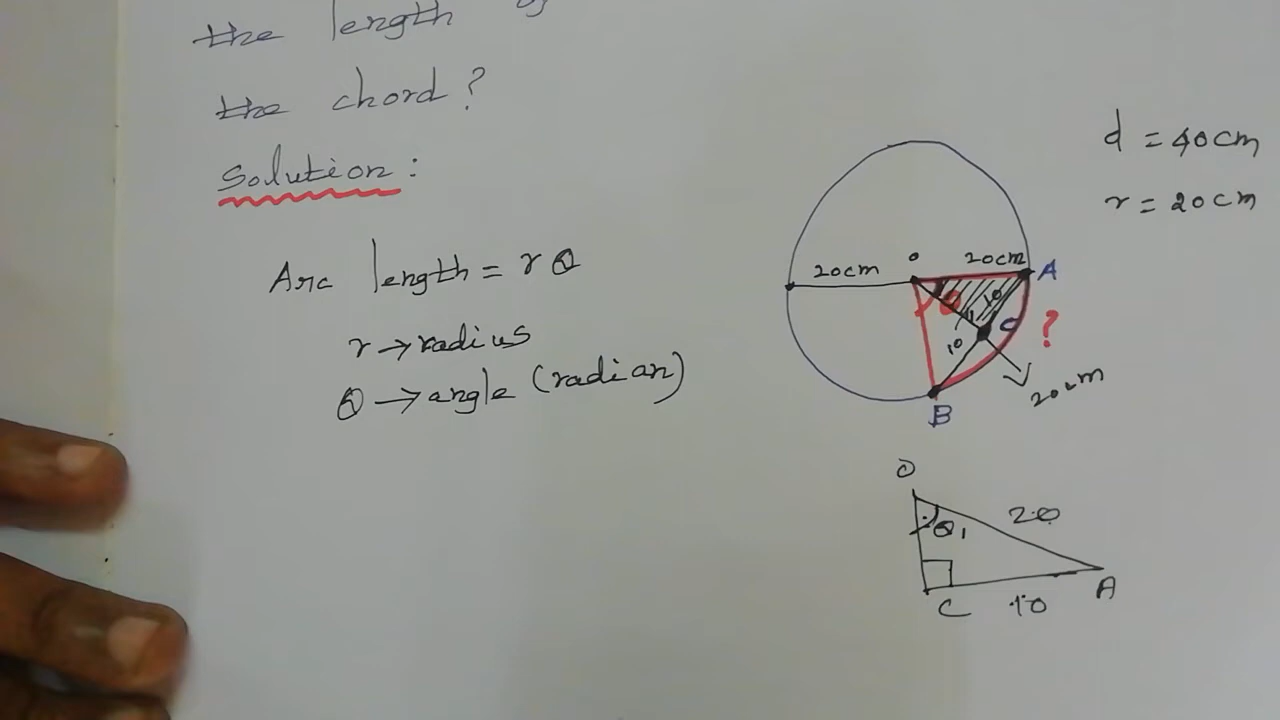 the length of
the chord?
Solution:
Arc length = rθ
r → radius
θ → angle (radian)
d = 40cm
r = 20cm
20cm
O
20cm
A
θ
10
C
?
10
20cm
B
O
θ1
20
C
10
A